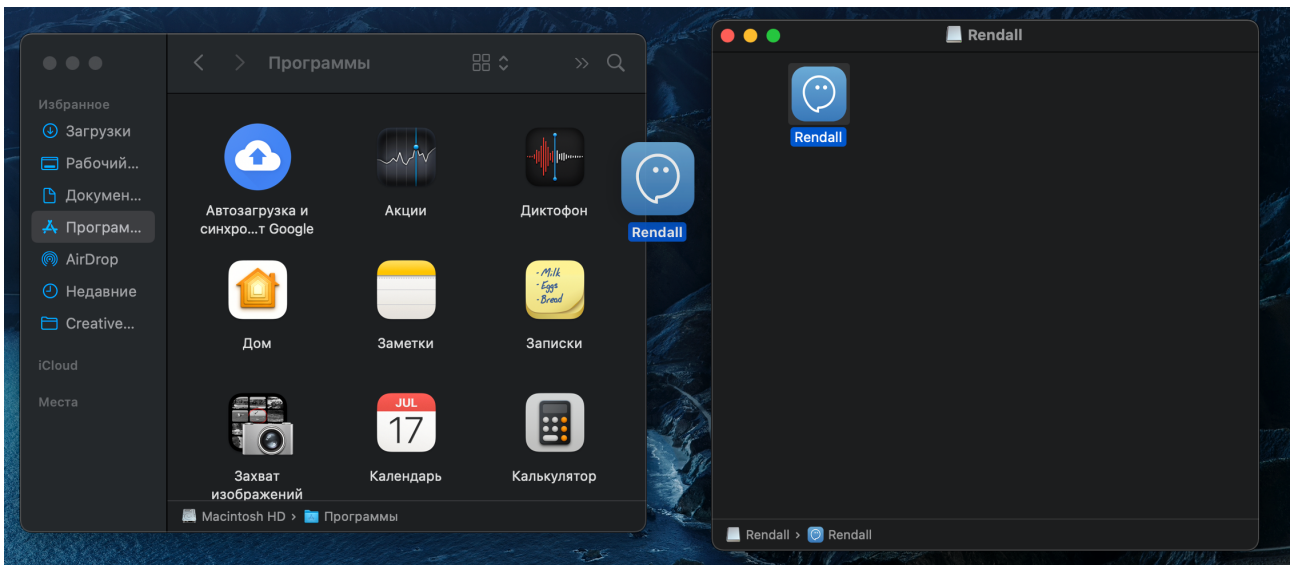 Программы
Избранное
Загрузки
Рабочий...
Докумен...
Програм...
AirDrop
Недавние
Creative...
iCloud
Места
Автозагрузка и
синхро...т Google
Акции
Диктофон
Rendall
Дом
Заметки
- Milk
- Eggs
- Bread
Записки
Захват
изображений
JUL
17
Календарь
Калькулятор
Macintosh HD › Программы
Rendall
Rendall
Rendall › Rendall